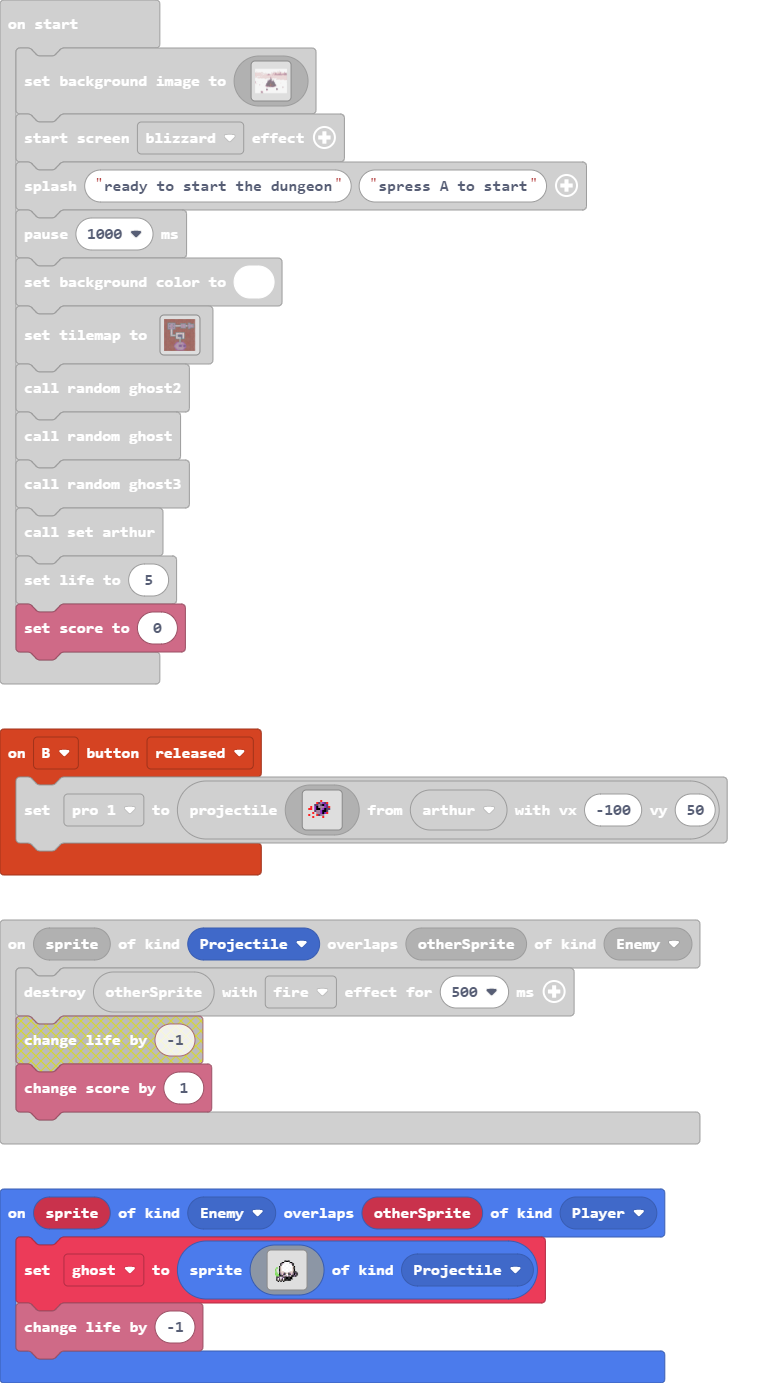 on start
set background image to
start screen blizzard effect
splash "ready to start the dungeon" "spress A to start"
pause 1000 ms
set background color to
set tilemap to
call random ghost2
call random ghost
call random ghost3
call set arthur
set life to 5
set score to 0
on B button released
set pro 1 to projectile from arthur with vx -100 vy 50
on sprite of kind Projectile overlaps otherSprite of kind Enemy
destroy otherSprite with fire effect for 500 ms
change life by -1
change score by 1
on sprite of kind Enemy overlaps otherSprite of kind Player
set ghost to sprite of kind Projectile
change life by -1